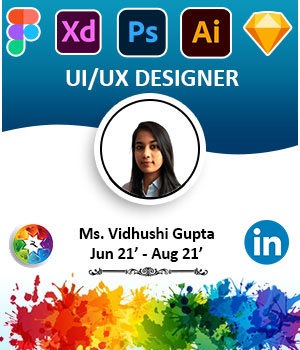 Xd Ps Ai
UI/UX DESIGNER
Ms. Vidhushi Gupta
Jun 21’ - Aug 21’
in